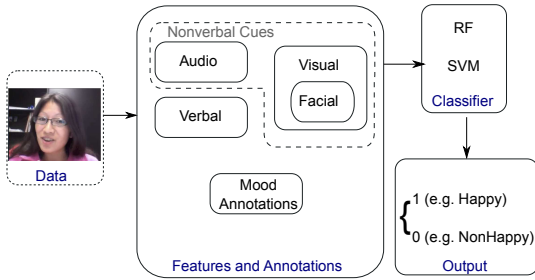 Data
Nonverbal Cues
Audio
Visual
Facial
Verbal
Mood
Annotations
Features and Annotations
RF
SVM
Classifier
{ 1 (e.g. Happy)
0 (e.g. NonHappy)
Output